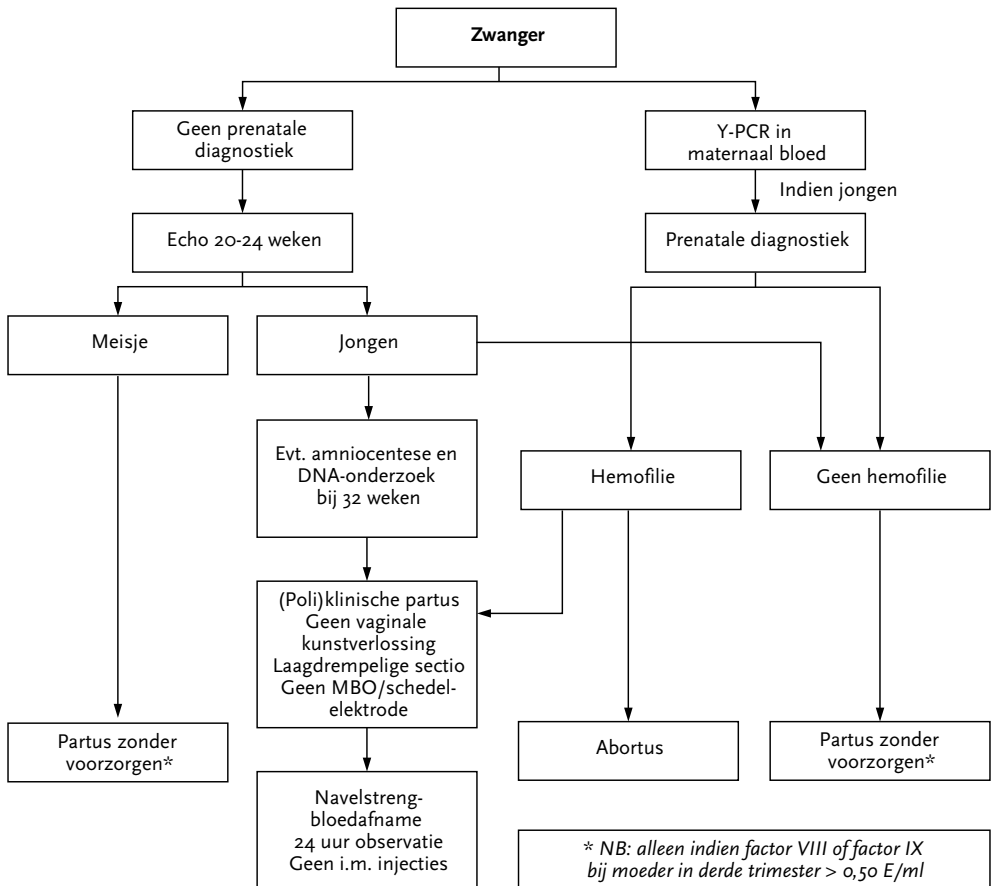 Zwanger
Geen prenatale
diagnostiek
Y-PCR in
maternaal bloed
Indien jongen
Echo 20-24 weken
Prenatale diagnostiek
Meisje
Jongen
Evt. amniocentese en
DNA-onderzoek
bij 32 weken
Hemofilie
Geen hemofilie
(Poli)klinische partus
Geen vaginale
kunstverlossing
Laagdrempelige sectio
Geen MBO/schedel-
elektrode
Partus zonder
voorzorgen*
Abortus
Partus zonder
voorzorgen*
Navelstreng-
bloedafname
24 uur observatie
Geen i.m. injecties
* NB: alleen indien factor VIII of factor IX
bij moeder in derde trimester > 0,50 E/ml